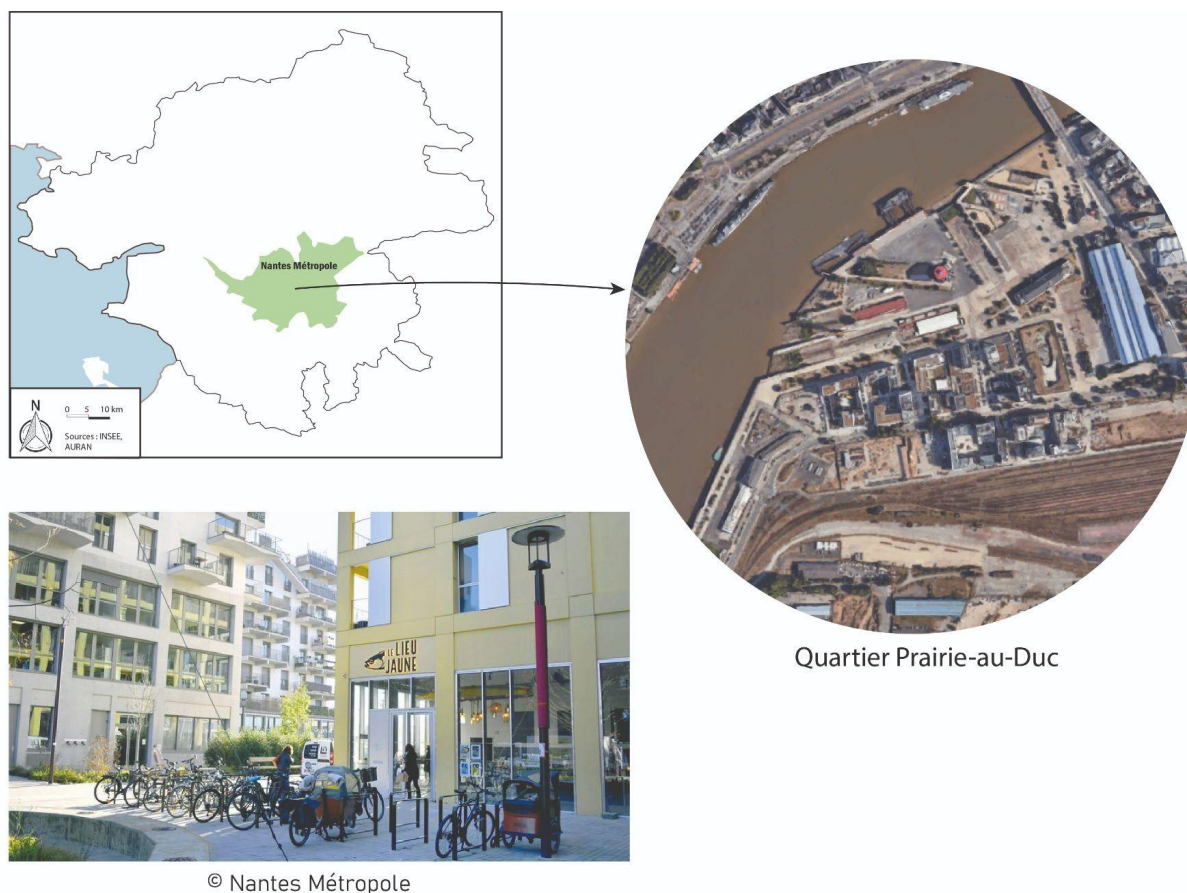 Nantes Métropole
N
0 5 10 km
Sources : INSEE,
AURAN
Quartier Prairie-au-Duc
LE LIEU
JAUNE
© Nantes Métropole